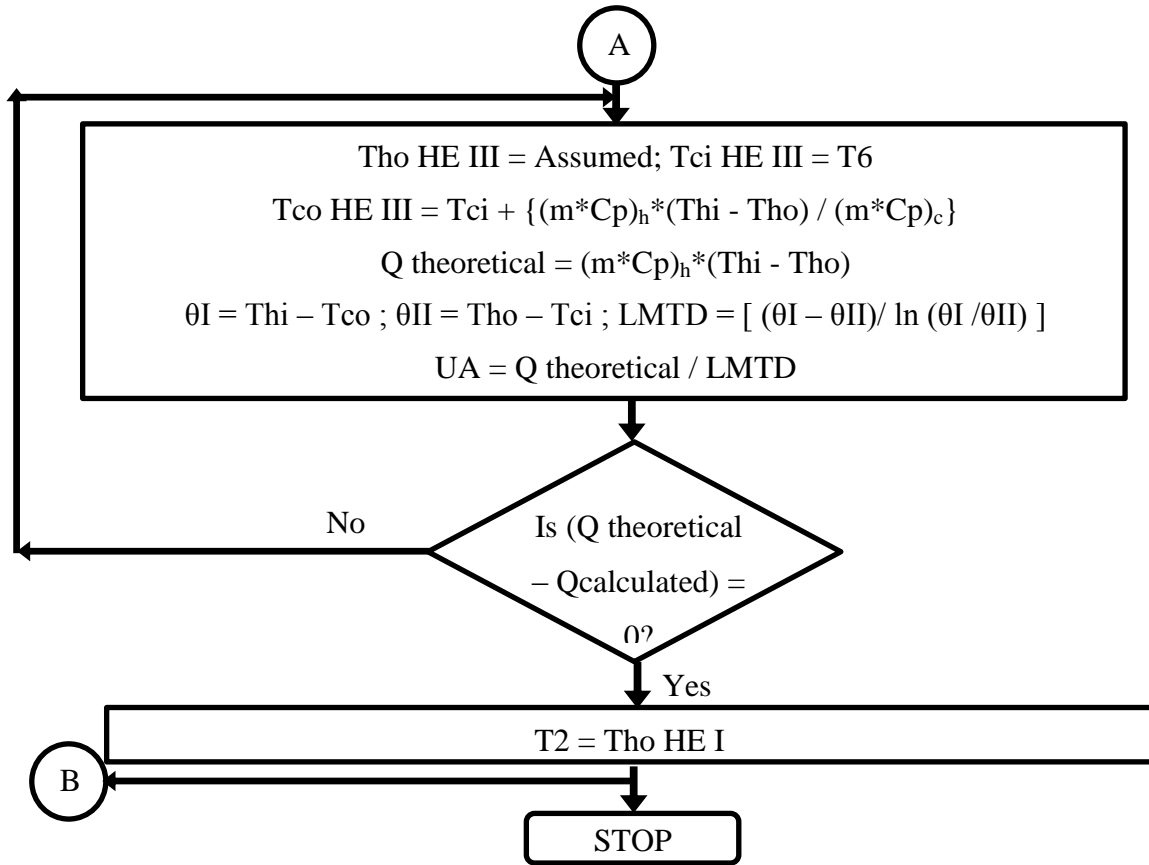 A
Tho HE III = Assumed; Tci HE III = T6
Tco HE III = Tci + {(m*Cp)ₕ*(Thi - Tho) / (m*Cp)c}
Q theoretical = (m*Cp)ₕ*(Thi - Tho)
θI = Thi – Tco ; θII = Tho – Tci ; LMTD = [ (θI – θII)/ ln (θI /θII) ]
UA = Q theoretical / LMTD
No
Is (Q theoretical
– Qcalculated) =
0?
Yes
T2 = Tho HE I
B
STOP